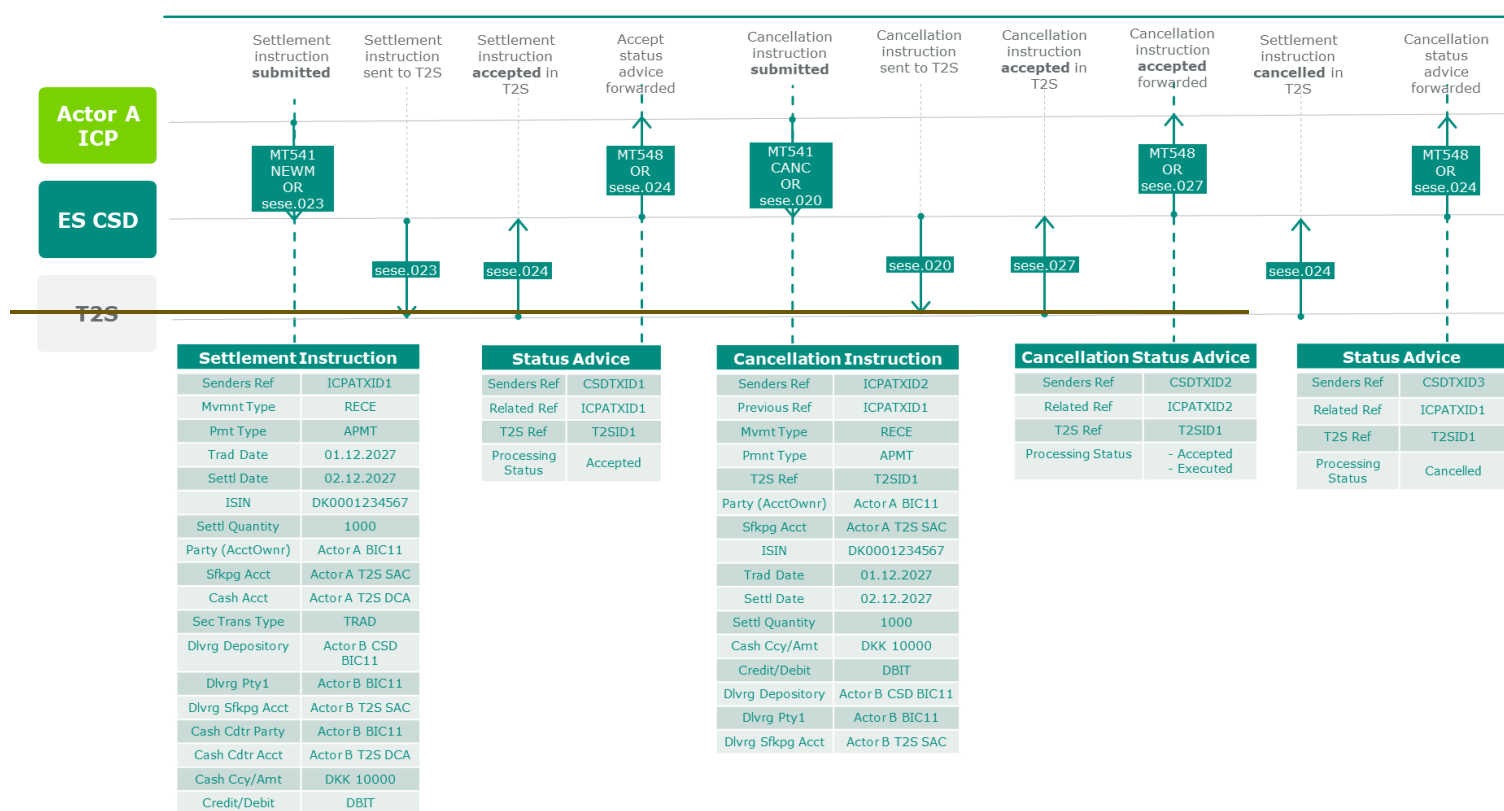 Settlement
instruction
submitted
Settlement
instruction
sent to T2S
Settlement
instruction
accepted in
T2S
Accept
status
advice
forwarded
Cancellation
instruction
submitted
Cancellation
instruction
sent to T2S
Cancellation
instruction
accepted in
T2S
Cancellation
instruction
accepted
forwarded
Settlement
instruction
cancelled in
T2S
Cancellation
status
advice
forwarded
Actor A
ICP
MT541
NEWM
OR
sese.023
MT548
OR
sese.024
MT541
CANC
OR
sese.020
MT548
OR
sese.027
MT548
OR
sese.024
ES CSD
sese.023
sese.024
sese.020
sese.027
sese.024
T2S
Settlement Instruction
Senders Ref ICPATXID1
Mvmnt Type RECE
Pmt Type APMT
Trad Date 01.12.2027
Settl Date 02.12.2027
ISIN DK0001234567
Settl Quantity 1000
Party (AcctOwnr) Actor A BIC11
Sfkpg Acct Actor A T2S SAC
Cash Acct Actor A T2S DCA
Sec Trans Type TRAD
Dlvrg Depository Actor B CSD
BIC11
Dlvrg Pty1 Actor B BIC11
Dlvrg Sfkpg Acct Actor B T2S SAC
Cash Cdtr Party Actor B BIC11
Cash Cdtr Acct Actor B T2S DCA
Cash Ccy/Amt DKK 10000
Credit/Debit DBIT
Status Advice
Senders Ref CSDTXID1
Related Ref ICPATXID1
T2S Ref T2SID1
Processing
Status Accepted
Cancellation Instruction
Senders Ref ICPATXID2
Previous Ref ICPATXID1
Mvmt Type RECE
Pmnt Type APMT
T2S Ref T2SID1
Party (AcctOwnr) Actor A BIC11
Sfkpg Acct Actor A T2S SAC
ISIN DK0001234567
Trad Date 01.12.2027
Settl Date 02.12.2027
Settl Quantity 1000
Cash Ccy/Amt DKK 10000
Credit/Debit DBIT
Dlvrg Depository Actor B CSD BIC11
Dlvrg Pty1 Actor B BIC11
Dlvrg Sfkpg Acct Actor B T2S SAC
Cancellation Status Advice
Senders Ref CSDTXID2
Related Ref ICPATXID2
T2S Ref T2SID1
Processing Status - Accepted
- Executed
Status Advice
Senders Ref CSDTXID3
Related Ref ICPATXID1
T2S Ref T2SID1
Processing
Status Cancelled